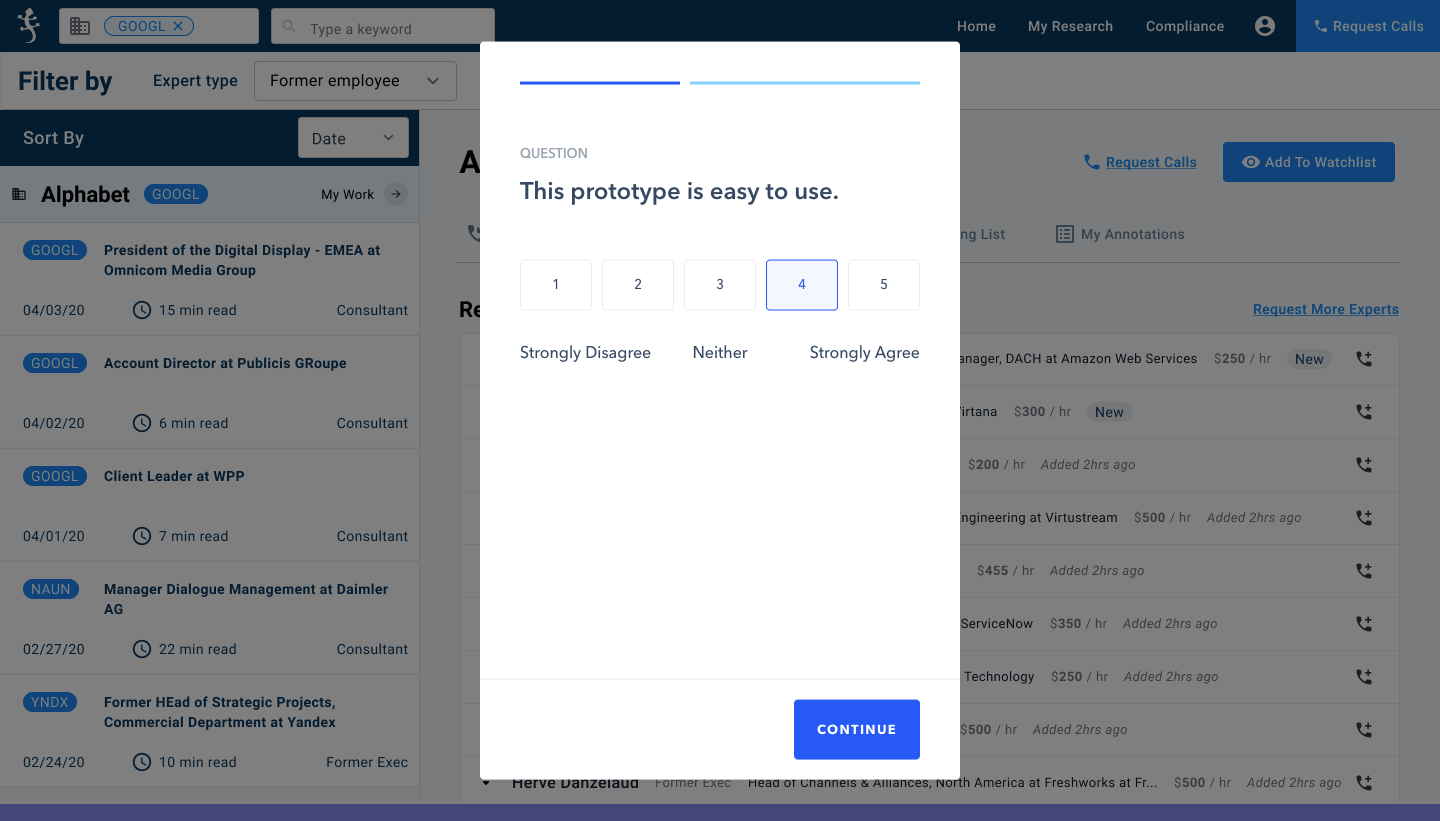 GOOGL ✕
Type a keyword
Home
My Research
Compliance
Request Calls
Filter by
Expert type
Former employee
Sort By
Date
Alphabet
GOOGL
My Work
GOOGL
President of the Digital Display - EMEA at
Omnicom Media Group
04/03/20
15 min read
Consultant
GOOGL
Account Director at Publicis GRoupe
04/02/20
6 min read
Consultant
GOOGL
Client Leader at WPP
04/01/20
7 min read
Consultant
NAUN
Manager Dialogue Management at Daimler
AG
02/27/20
22 min read
Consultant
YNDX
Former HEad of Strategic Projects,
Commercial Department at Yandex
02/24/20
10 min read
Former Exec
QUESTION
This prototype is easy to use.
1
2
3
4
5
Strongly Disagree
Neither
Strongly Agree
CONTINUE
A
Request Calls
Add To Watchlist
ng List
My Annotations
Re
Request More Experts
anager, DACH at Amazon Web Services $250 / hr New
irtana $300 / hr New
$200 / hr Added 2hrs ago
Engineering at Virtustream $500 / hr Added 2hrs ago
$455 / hr Added 2hrs ago
ServiceNow $350 / hr Added 2hrs ago
Technology $250 / hr Added 2hrs ago
$500 / hr Added 2hrs ago
Herve Danzelaud Former Exec Head of Channels & Alliances, North America at Freshworks at Fr... $500 / hr Added 2hrs ago